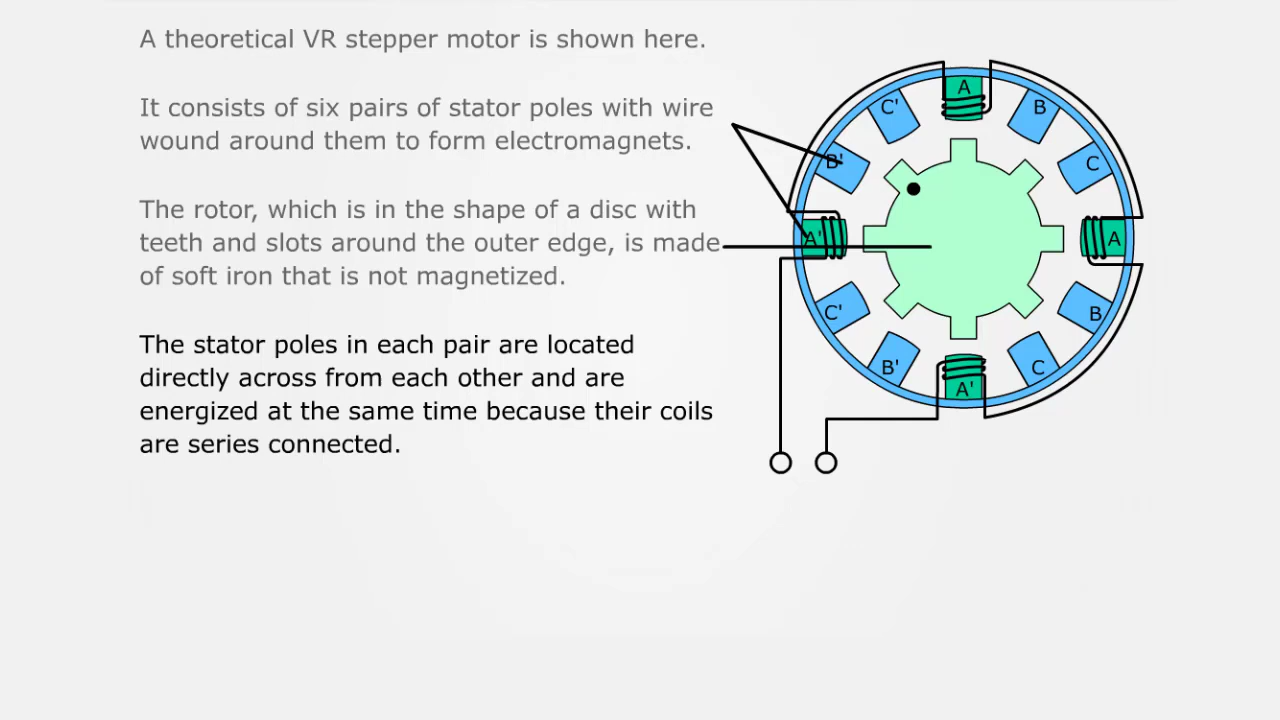 A theoretical VR stepper motor is shown here.
It consists of six pairs of stator poles with wire
wound around them to form electromagnets.
The rotor, which is in the shape of a disc with
teeth and slots around the outer edge, is made
of soft iron that is not magnetized.
The stator poles in each pair are located
directly across from each other and are
energized at the same time because their coils
are series connected.
A
C'
B
B'
C
A'
A
C'
B
B'
C
A'